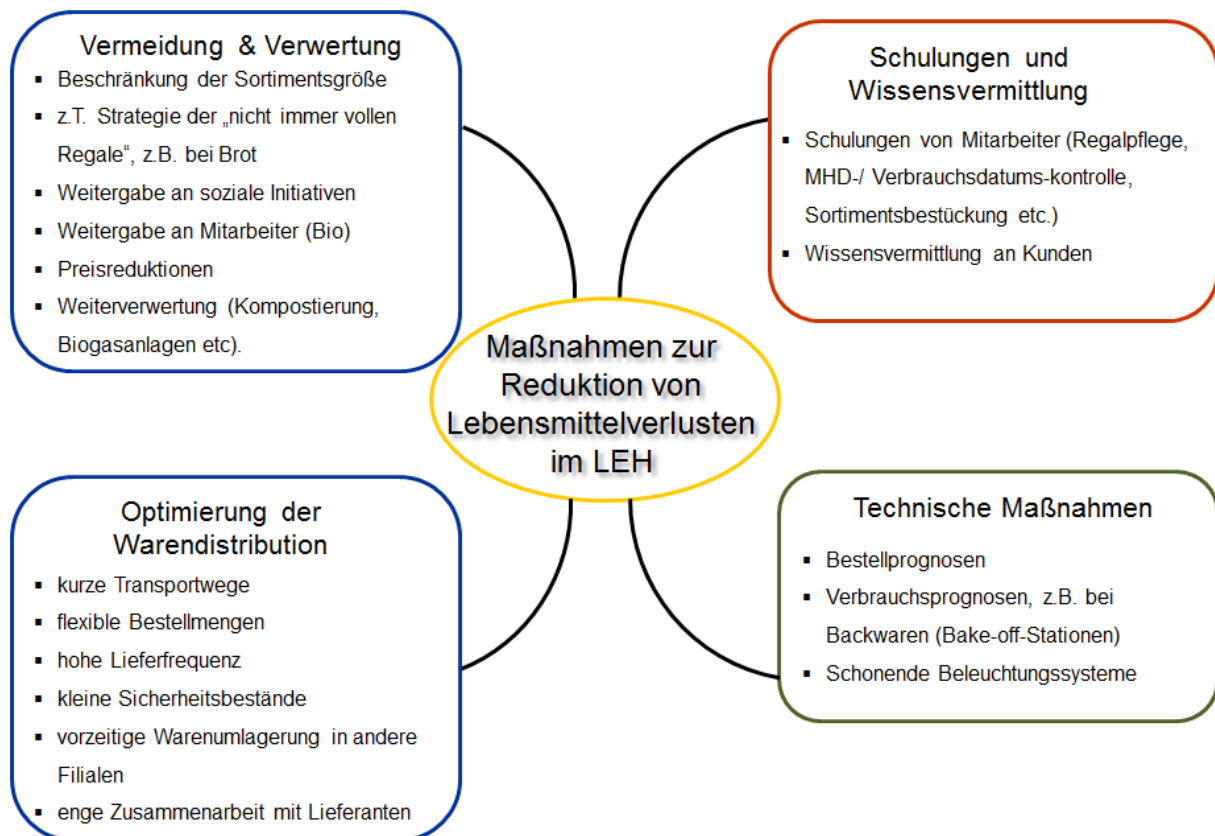 Vermeidung & Verwertung
▪ Beschränkung der Sortimentsgröße
▪ z.T. Strategie der „nicht immer vollen
Regale“, z.B. bei Brot
▪ Weitergabe an soziale Initiativen
▪ Weitergabe an Mitarbeiter (Bio)
▪ Preisreduktionen
▪ Weiterverwertung (Kompostierung,
Biogasanlagen etc).
Schulungen und
Wissensvermittlung
▪ Schulungen von Mitarbeiter (Regalpflege,
MHD-/ Verbrauchsdatums-kontrolle,
Sortimentsbestückung etc.)
▪ Wissensvermittlung an Kunden
Maßnahmen zur
Reduktion von
Lebensmittelverlusten
im LEH
Optimierung der
Warendistribution
▪ kurze Transportwege
▪ flexible Bestellmengen
▪ hohe Lieferfrequenz
▪ kleine Sicherheitsbestände
▪ vorzeitige Warenumlagerung in andere
Filialen
▪ enge Zusammenarbeit mit Lieferanten
Technische Maßnahmen
▪ Bestellprognosen
▪ Verbrauchsprognosen, z.B. bei
Backwaren (Bake-off-Stationen)
▪ Schonende Beleuchtungssysteme